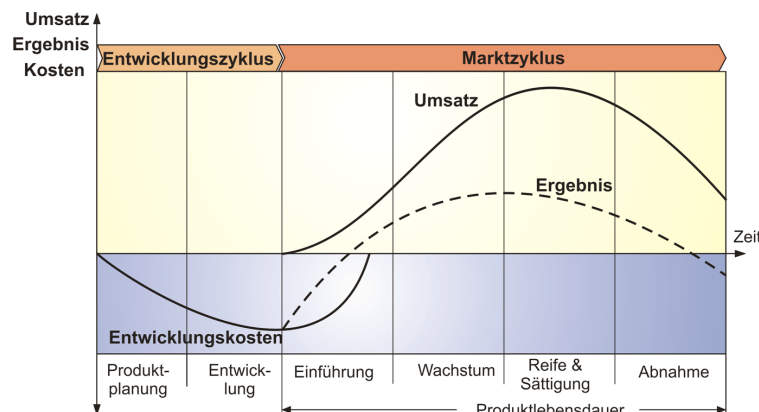 Umsatz
Ergebnis
Kosten
Entwicklungszyklus
Marktzyklus
Umsatz
Ergebnis
Zeit
Entwicklungskosten
Produkt-
planung
Entwick-
lung
Einführung
Wachstum
Reife &
Sättigung
Abnahme
Produktlebensdauer